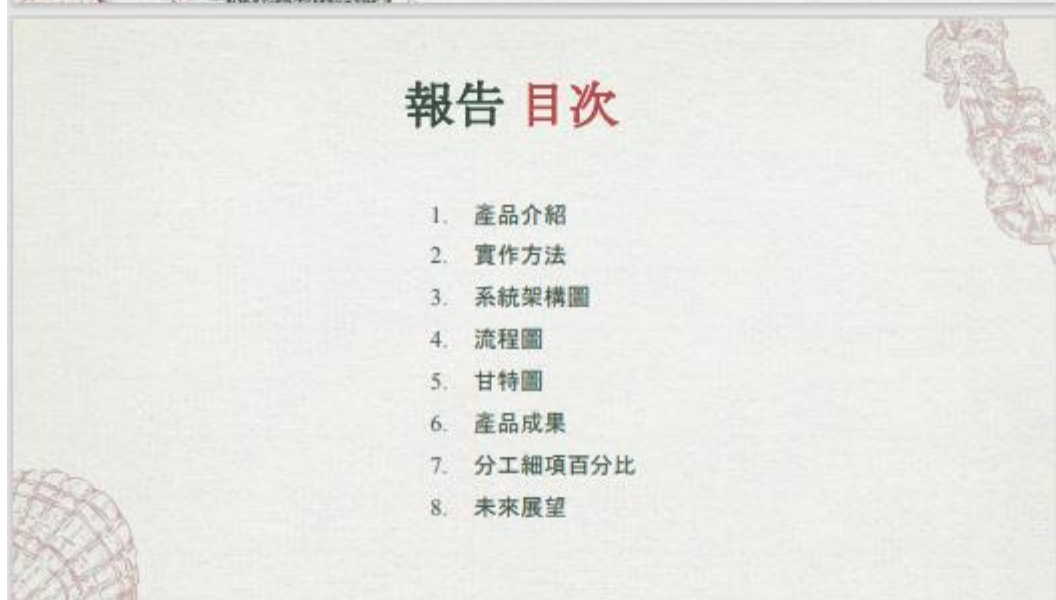 報告 目次
1. 產品介紹
2. 實作方法
3. 系統架構圖
4. 流程圖
5. 甘特圖
6. 產品成果
7. 分工細項百分比
8. 未來展望